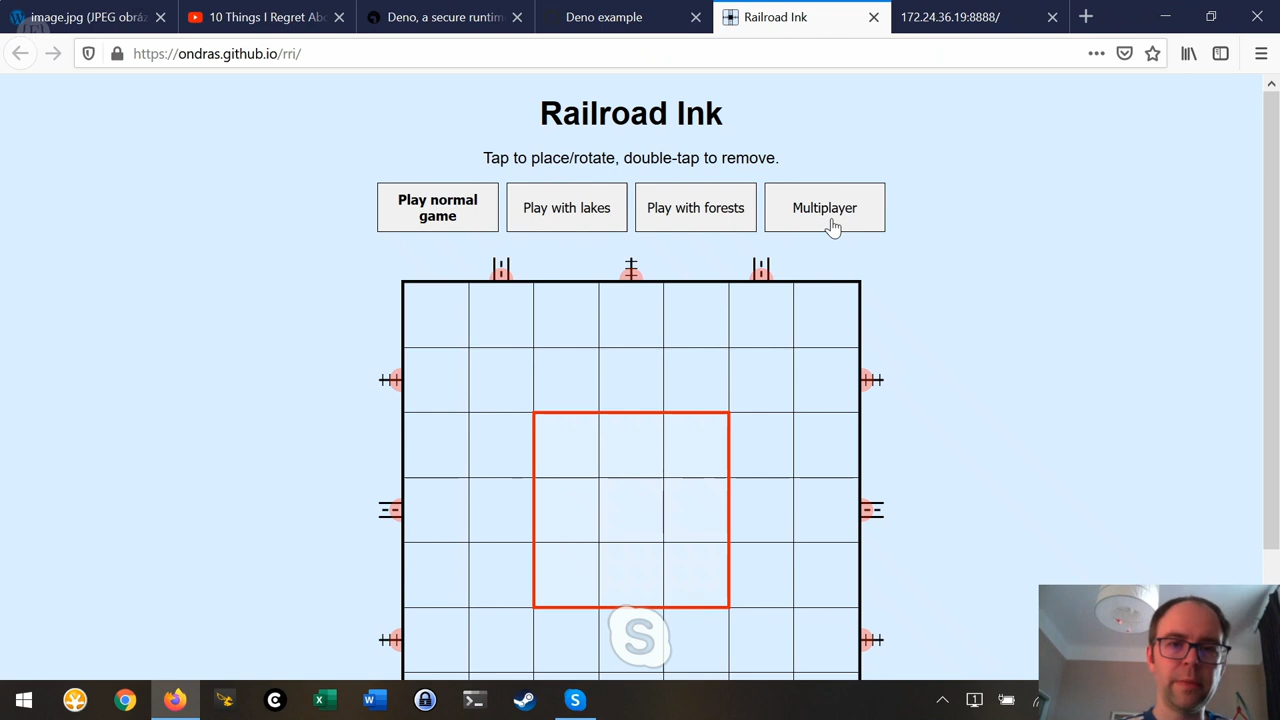 image.jpg (JPEG obráz
10 Things I Regret Abo
Deno, a secure runtim
Deno example
Railroad Ink
172.24.36.19:8888/
https://ondras.github.io/rri/
Railroad Ink
Tap to place/rotate, double-tap to remove.
Play normal
game
Play with lakes
Play with forests
Multiplayer